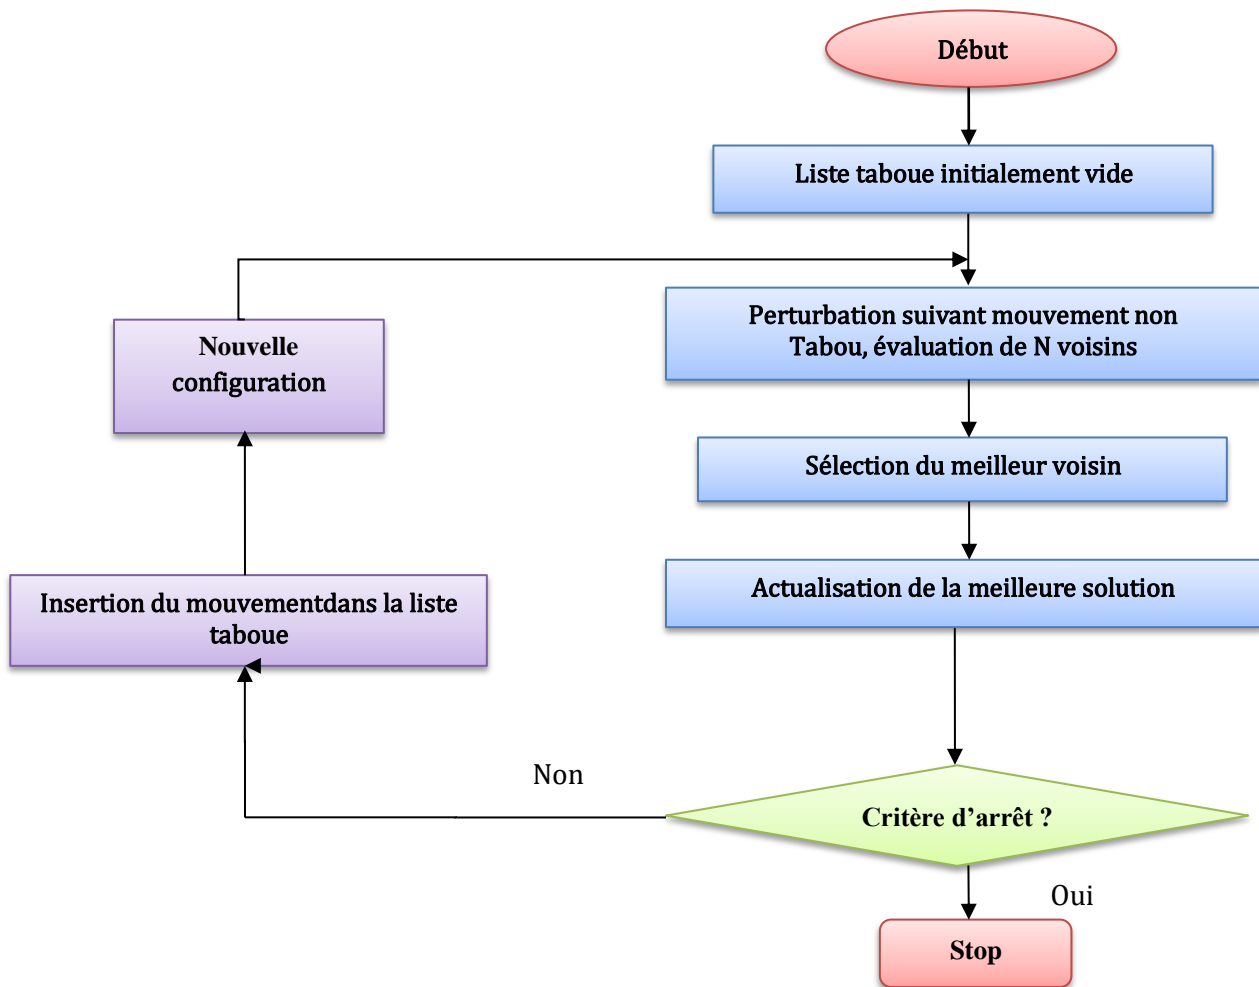 Début
Liste taboue initialement vide
Perturbation suivant mouvement non
Tabou, évaluation de N voisins
Sélection du meilleur voisin
Actualisation de la meilleure solution
Critère d’arrêt ?
Oui
Stop
Non
Insertion du mouvementdans la liste
taboue
Nouvelle
configuration